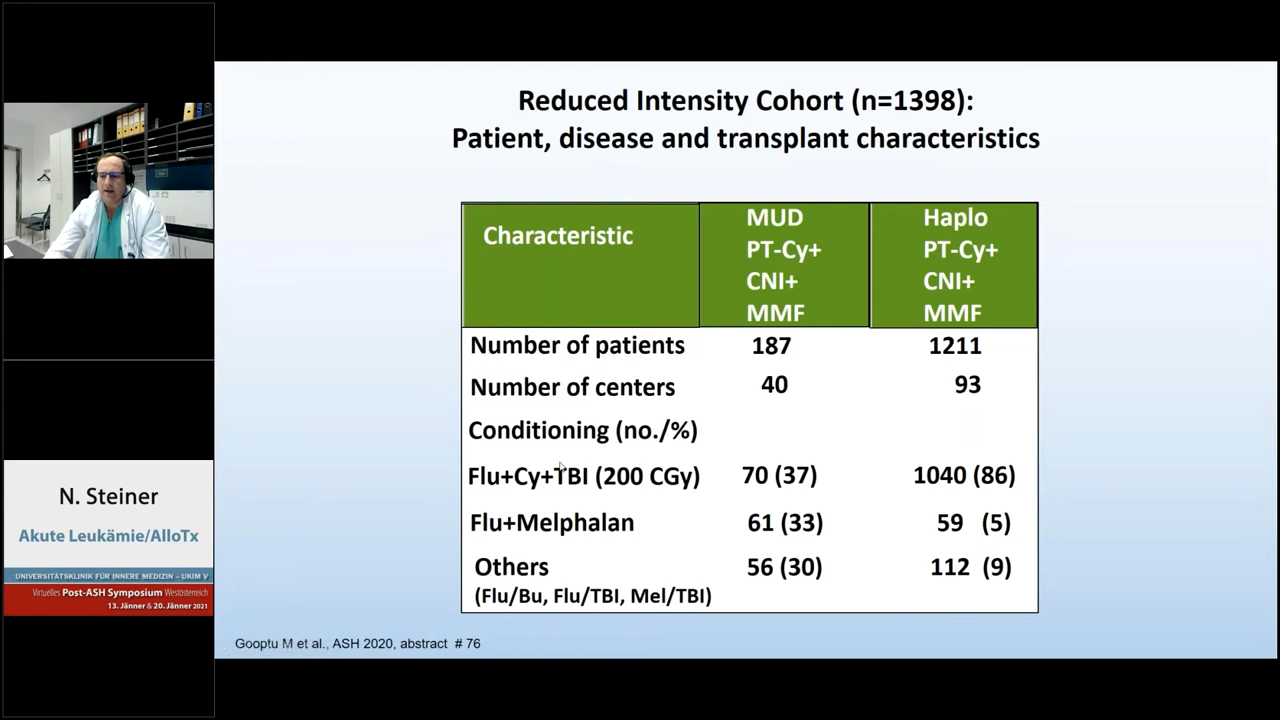 Reduced Intensity Cohort (n=1398):
Patient, disease and transplant characteristics
Characteristic
MUD
PT-Cy+
CNI+
MMF
Haplo
PT-Cy+
CNI+
MMF
Number of patients 187 1211
Number of centers 40 93
Conditioning (no./%)
Flu+Cy+TBI (200 CGy) 70 (37) 1040 (86)
Flu+Melphalan 61 (33) 59 (5)
Others 56 (30) 112 (9)
(Flu/Bu, Flu/TBI, Mel/TBI)
Gooptu M et al., ASH 2020, abstract # 76
N. Steiner
Akute Leukämie/AlloTx
UNIVERSITÄTSKLINIK FÜR INNERE MEDIZIN – UKIM V
Virtuelles Post-ASH Symposium Westösterreich
13. Jänner & 20. Jänner 2021